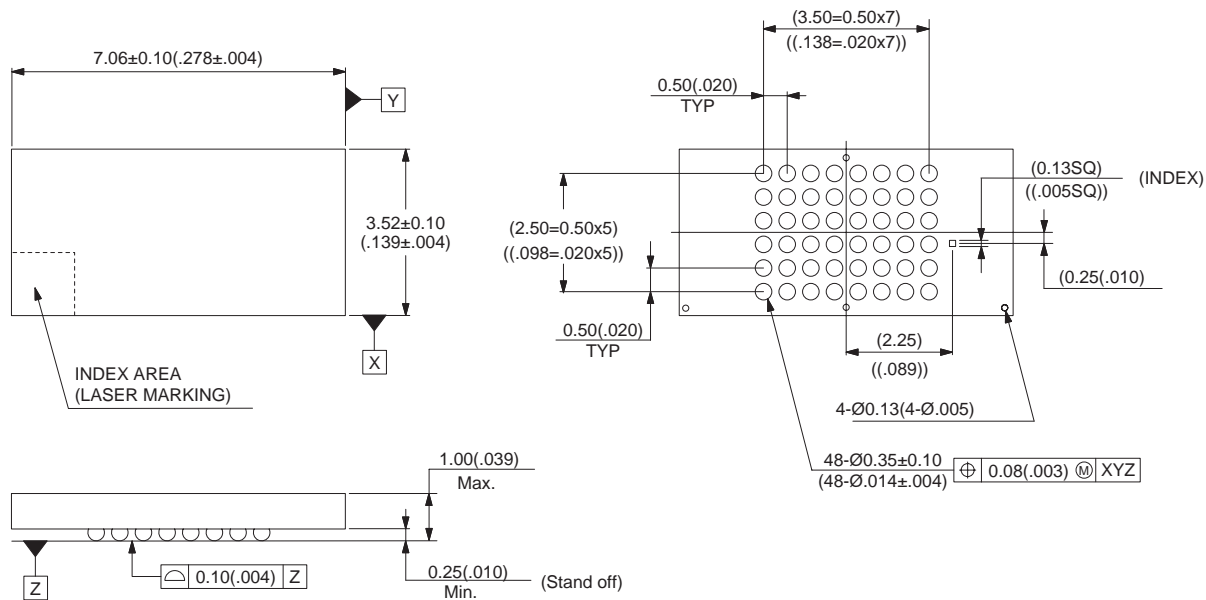 7.06±0.10(.278±.004)
Y
3.52±0.10
(.139±.004)
X
INDEX AREA
(LASER MARKING)
(3.50=0.50x7)
((.138=.020x7))
0.50(.020)
TYP
(2.50=0.50x5)
((.098=.020x5))
0.50(.020)
TYP
(0.13SQ)
((.005SQ))
(INDEX)
(0.25(.010)
(2.25)
((.089))
4-Ø0.13(4-Ø.005)
48-Ø0.35±0.10
(48-Ø.014±.004)
⌖ 0.08(.003) Ⓜ XYZ
1.00(.039)
Max.
Z
⌓ 0.10(.004) Z
0.25(.010)
Min.
(Stand off)